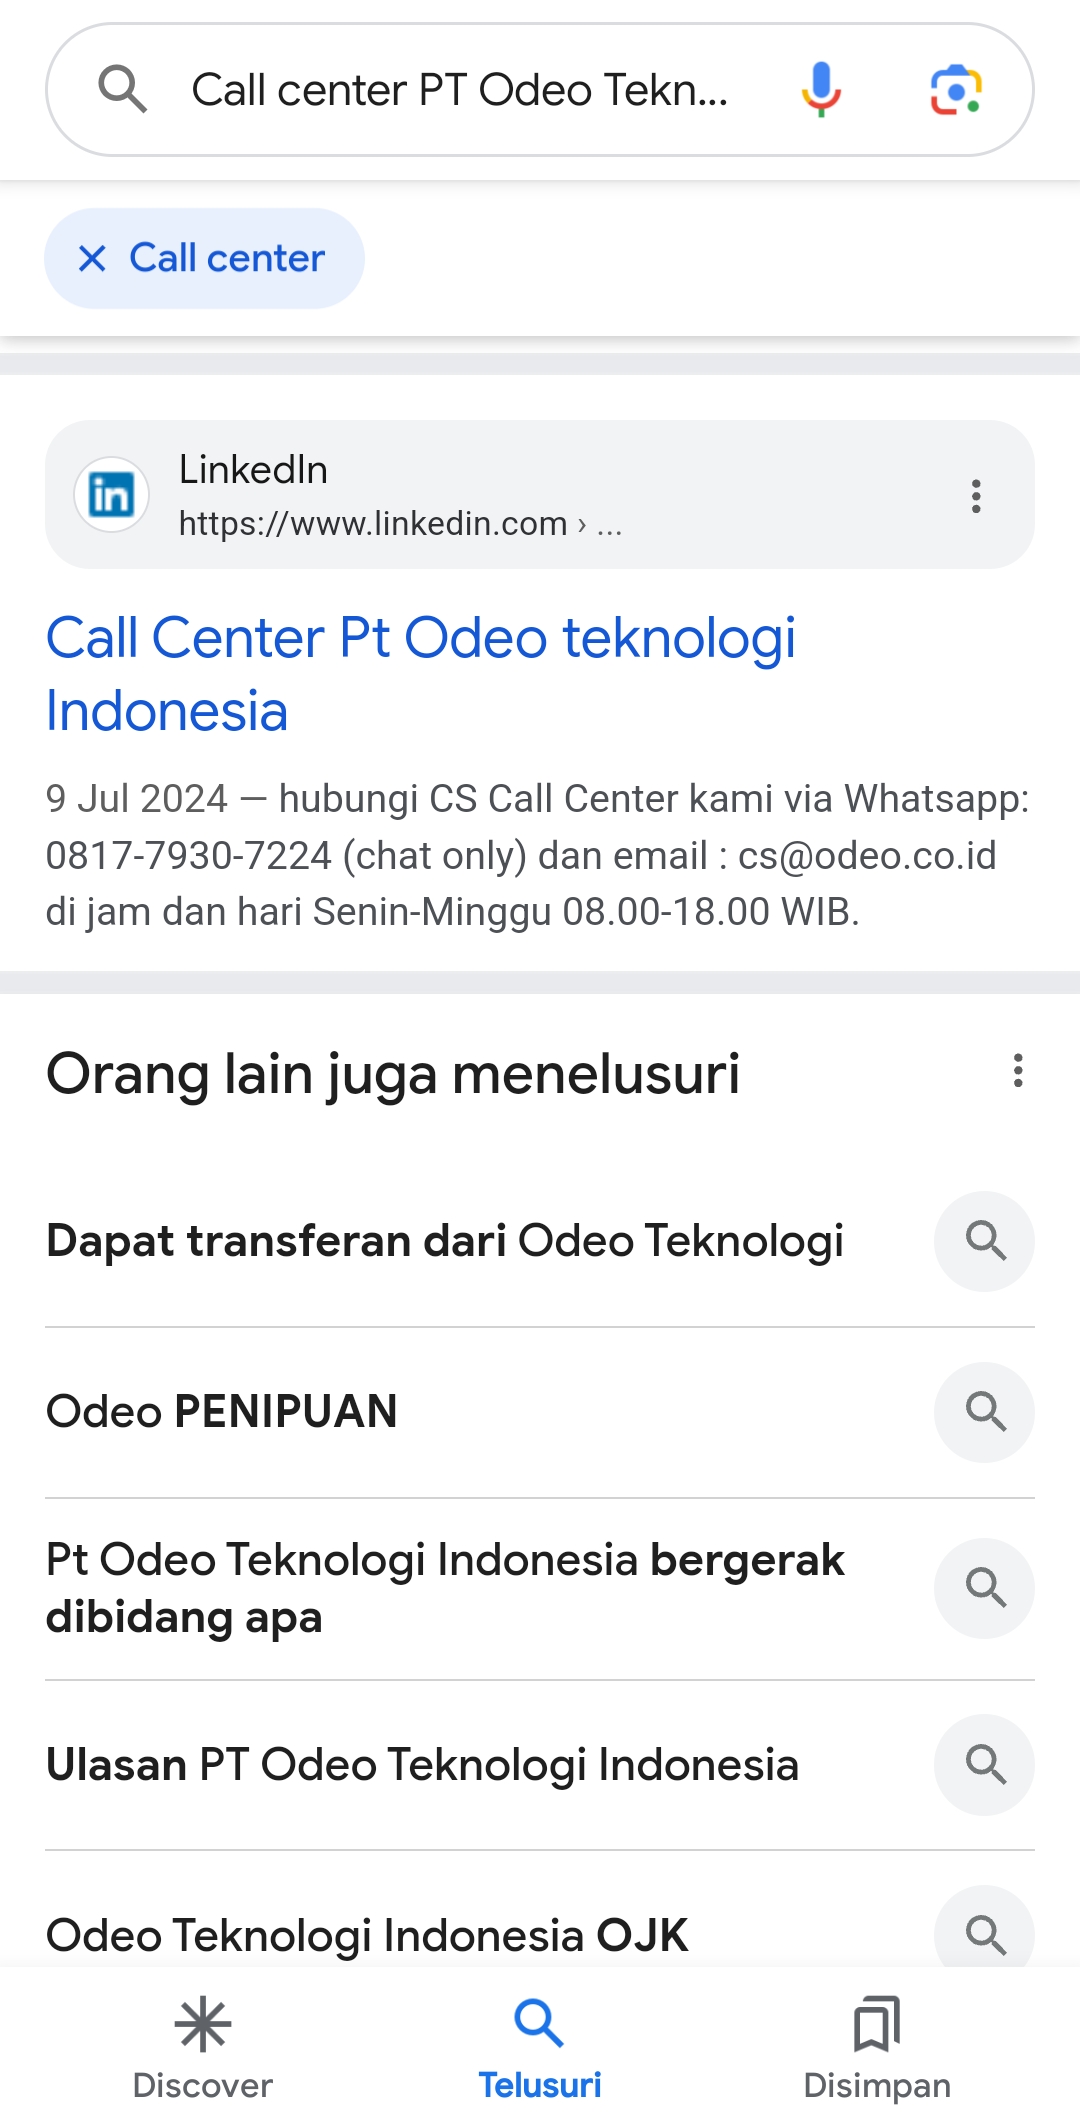 Call center PT Odeo Tekn...
Call center
LinkedIn
https://www.linkedin.com › ...
Call Center Pt Odeo teknologi
Indonesia
9 Jul 2024 — hubungi CS Call Center kami via Whatsapp:
0817-7930-7224 (chat only) dan email : cs@odeo.co.id
di jam dan hari Senin-Minggu 08.00-18.00 WIB.
Orang lain juga menelusuri
Dapat transferan dari Odeo Teknologi
Odeo PENIPUAN
Pt Odeo Teknologi Indonesia bergerak
dibidang apa
Ulasan PT Odeo Teknologi Indonesia
Odeo Teknologi Indonesia OJK
Discover
Telusuri
Disimpan